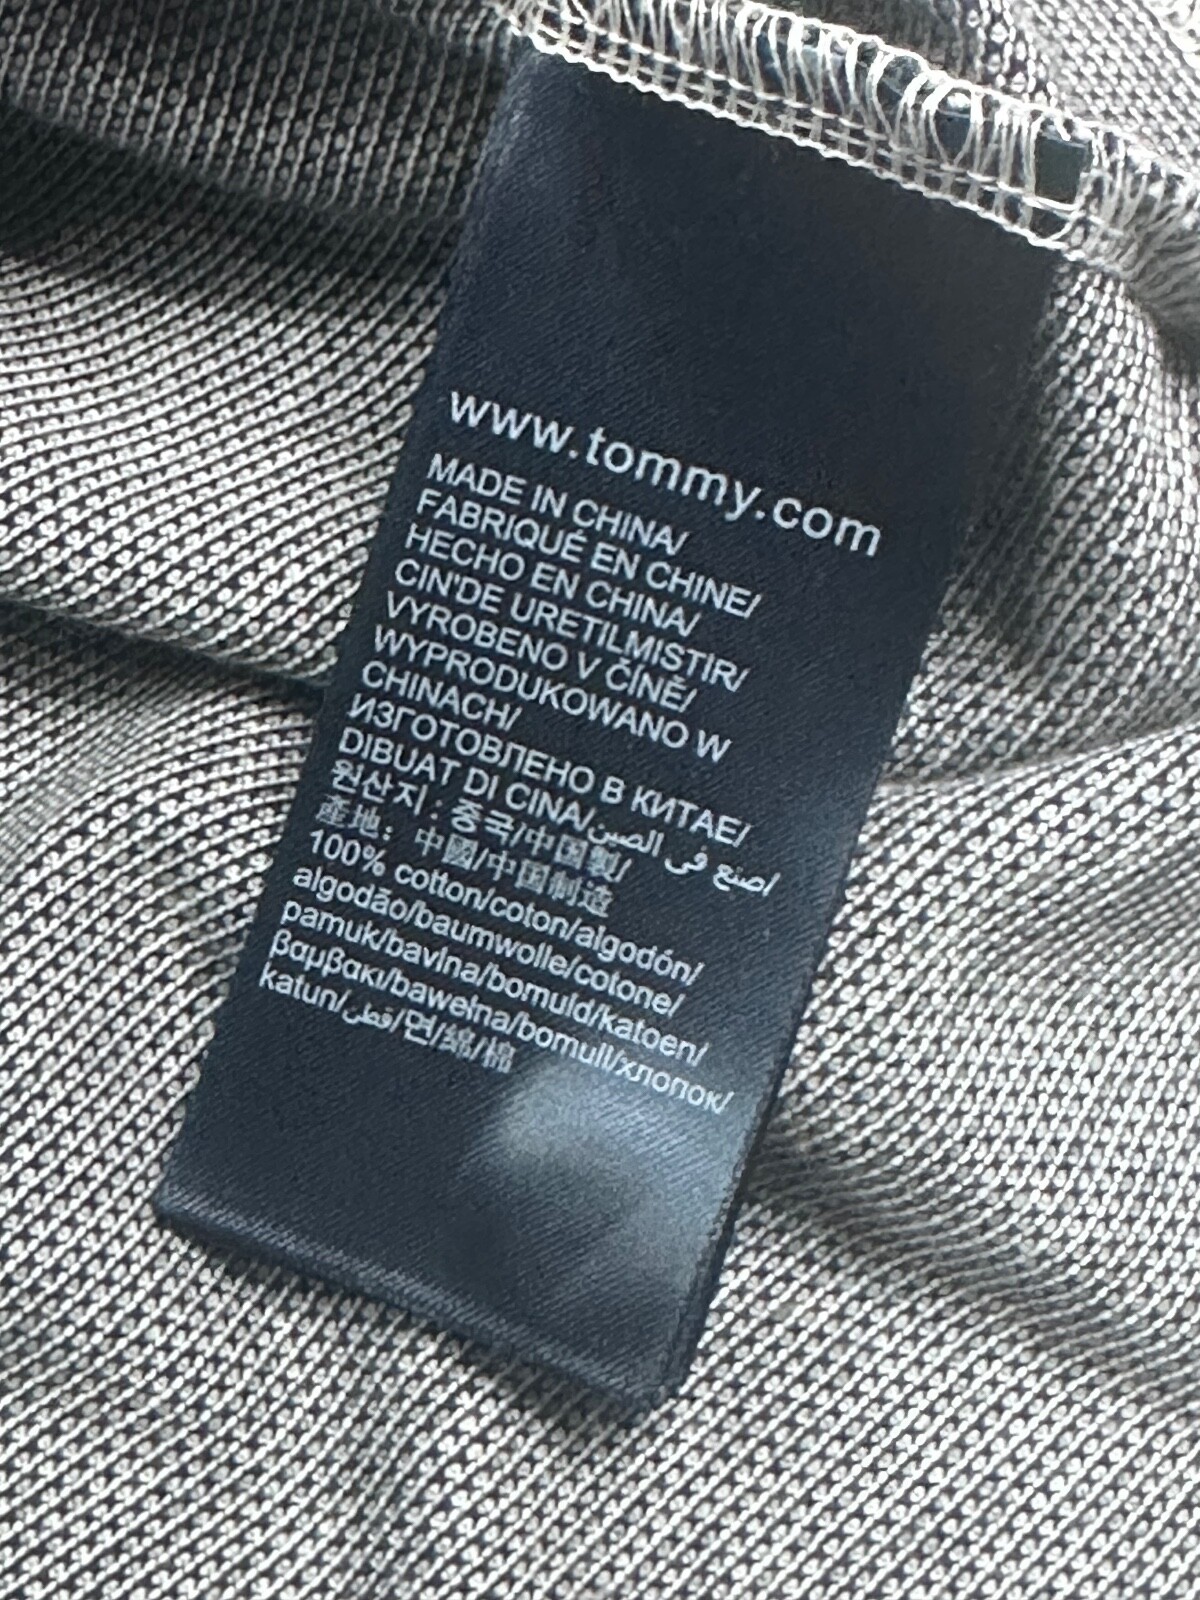 www.tommy.com
MADE IN CHINA/
FABRIQUÉ EN CHINE/
HECHO EN CHINA/
CIN'DE URETILMISTIR/
VYROBENO V ČÍNĚ/
WYPRODUKOWANO W
CHINACH/
ИЗГОТОВЛЕНО В КИТАЕ/
DIBUAT DI CINA/صنع في الصين/
원산지 : 중국/中国製/
產地: 中國/中国制造
100% cotton/coton/algodón/
algodão/baumwolle/cotone/
pamuk/bavlna/bomuld/katoen/
βαμβακι/bawełna/bomull/хлопок/
katun/قطن/면/綿/棉